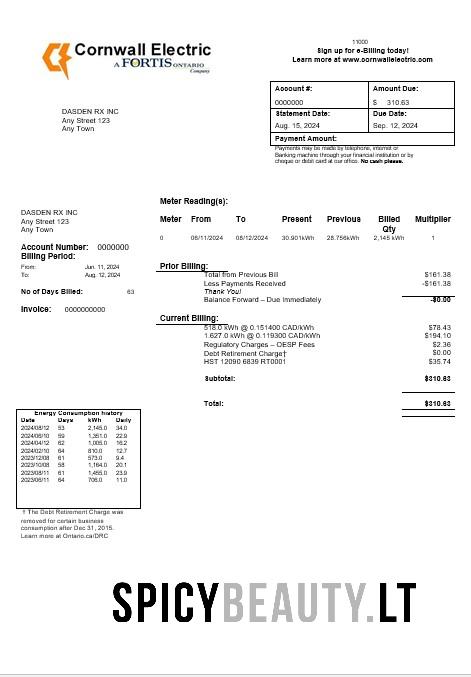 Cornwall Electric
A FORTIS ONTARIO
Company
11000
Sign up for e-Billing today!
Learn more at www.cornwallelectric.com
Account #: Amount Due:
0000000 $ 310.63
Statement Date: Due Date:
Aug. 15, 2024 Sep. 12, 2024
Payment Amount:
Payments may be made by telephone, internet or
Banking machine through your financial institution or by
cheque or debit card at our office. No cash please.
DASDEN RX INC
Any Street 123
Any Town
Meter Reading(s):
Meter From To Present Previous Billed Qty Multiplier
0 06/11/2024 08/12/2024 30.901kWh 28.756kWh 2,145 kWh 1
DASDEN RX INC
Any Street 123
Any Town
Account Number: 0000000
Billing Period:
From: Jun. 11, 2024
To: Aug. 12, 2024
No of Days Billed: 63
Invoice: 0000000000
Prior Billing:
Total from Previous Bill $161.38
Less Payments Received -$161.38
Thank You!
Balance Forward – Due Immediately -$0.00
Current Billing:
518.0 kWh @ 0.151400 CAD/kWh $78.43
1.627.0 kWh @ 0.119300 CAD/kWh $194.10
Regulatory Charges – OESP Fees $2.36
Debt Retirement Charge† $0.00
HST 12090 6839 RT0001 $35.74
Subtotal: $310.63
Total: $310.63
Energy Consumption history
Date Days kWh Daily
2024/08/12 53 2,145.0 34.0
2024/06/10 59 1,351.0 22.9
2024/04/12 62 1,005.0 16.2
2024/02/10 64 810.0 12.7
2023/12/08 61 573.0 9.4
2023/10/08 58 1,164.0 20.1
2023/08/11 61 1,455.0 23.9
2023/06/11 64 706.0 11.0
† The Debt Retirement Charge was
removed for certain business
consumption after Dec 31, 2015.
Learn more at Ontario.ca/DRC
SPICYBEAUTY.LT